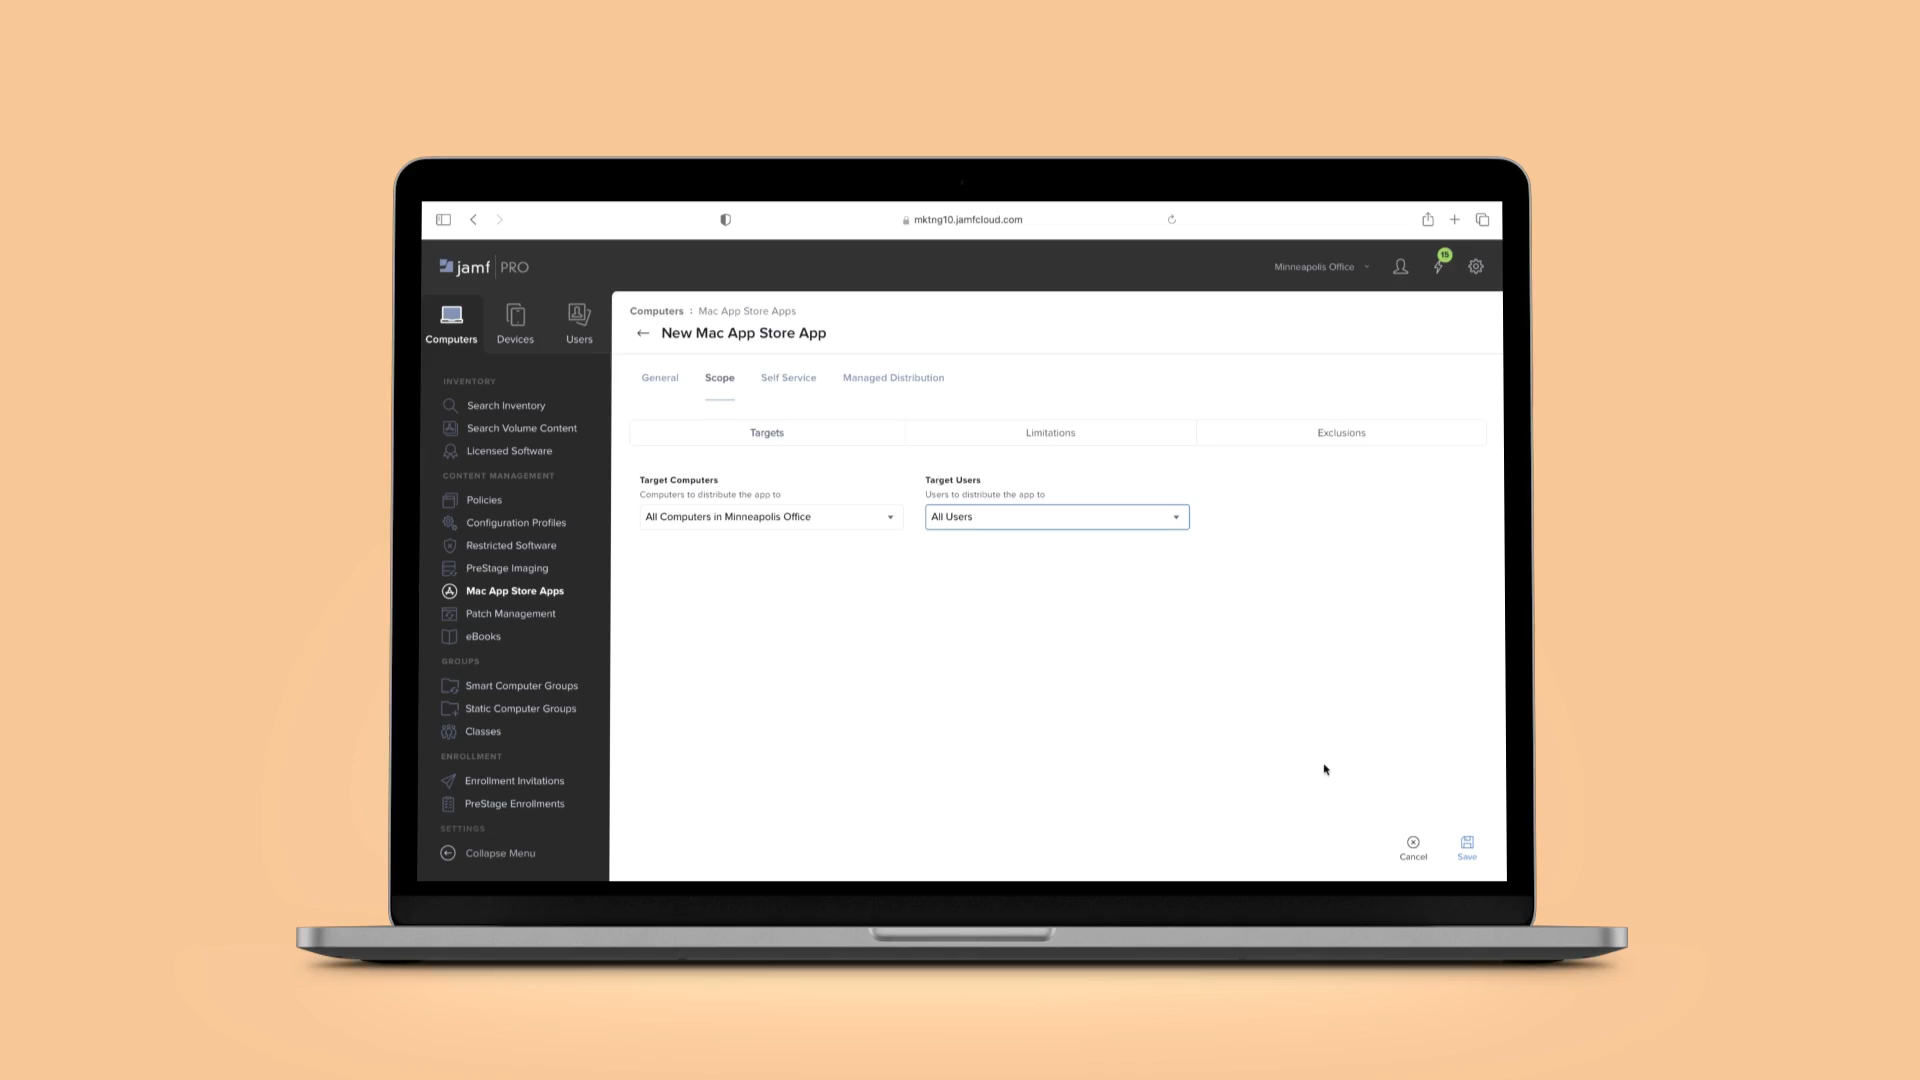 mktng10.jamfcloud.com
jamf | PRO
Minneapolis Office
15
Computers
Devices
Users
Computers : Mac App Store Apps
New Mac App Store App
General
Scope
Self Service
Managed Distribution
Targets
Limitations
Exclusions
Target Computers
Computers to distribute the app to
All Computers in Minneapolis Office
Target Users
Users to distribute the app to
All Users
INVENTORY
Search Inventory
Search Volume Content
Licensed Software
CONTENT MANAGEMENT
Policies
Configuration Profiles
Restricted Software
PreStage Imaging
Mac App Store Apps
Patch Management
eBooks
GROUPS
Smart Computer Groups
Static Computer Groups
Classes
ENROLLMENT
Enrollment Invitations
PreStage Enrollments
SETTINGS
Collapse Menu
Cancel
Save